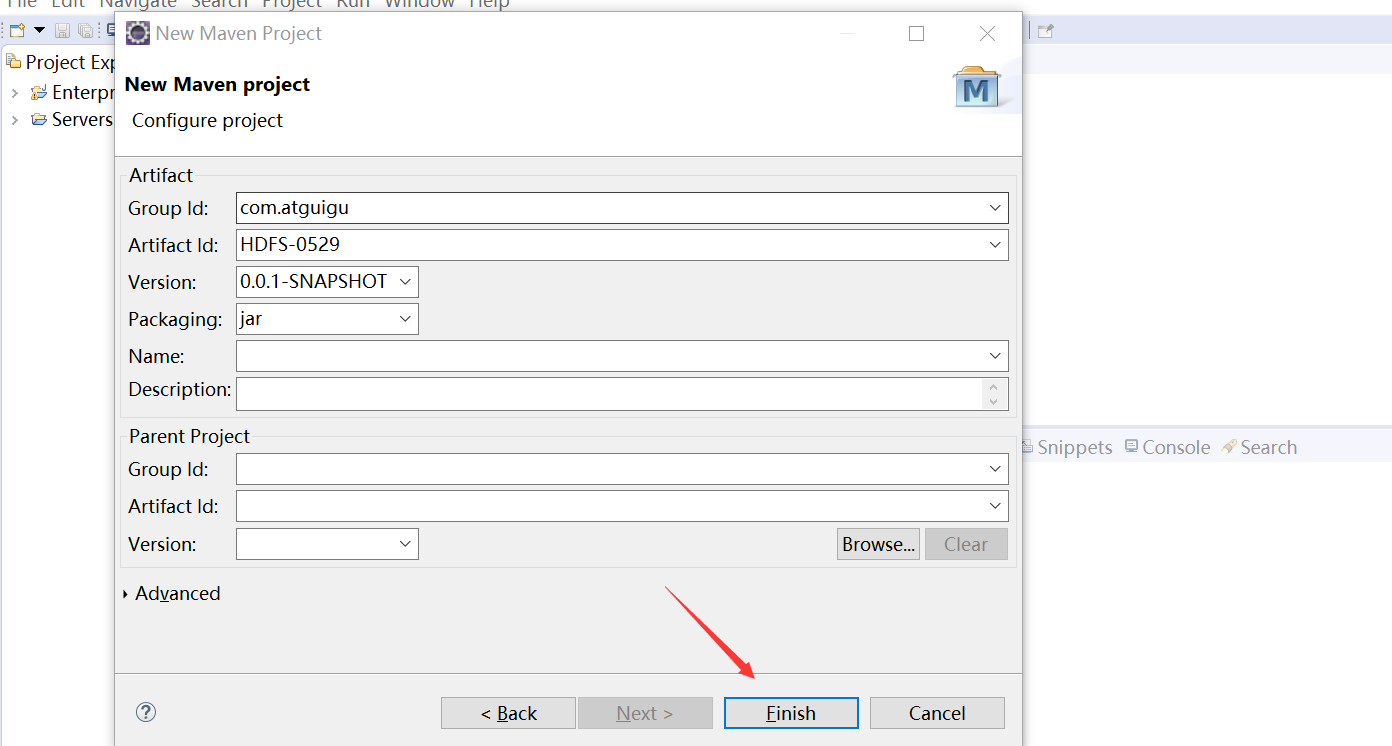 File Edit Navigate Search Project Run Window Help
New Maven Project
Project Exp
Enterpr
Servers
New Maven project
Configure project
M
Artifact
Group Id: com.atguigu
Artifact Id: HDFS-0529
Version: 0.0.1-SNAPSHOT
Packaging: jar
Name:
Description:
Parent Project
Group Id:
Artifact Id:
Version: Browse... Clear
Advanced
Snippets Console Search
? < Back Next > Finish Cancel